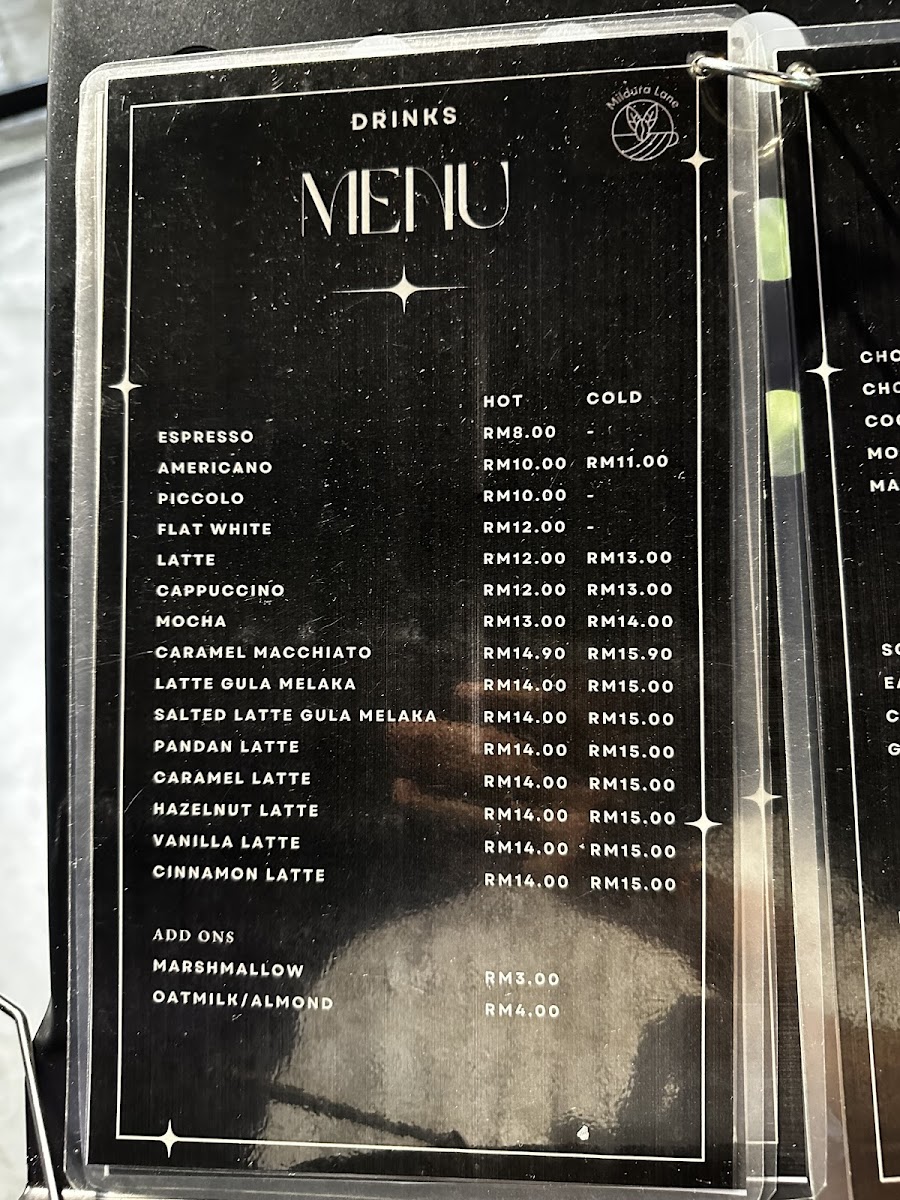 Mildura Lane
DRINKS
MENU
HOT COLD
ESPRESSO RM8.00 -
AMERICANO RM10.00 RM11.00
PICCOLO RM10.00 -
FLAT WHITE RM12.00 -
LATTE RM12.00 RM13.00
CAPPUCCINO RM12.00 RM13.00
MOCHA RM13.00 RM14.00
CARAMEL MACCHIATO RM14.90 RM15.90
LATTE GULA MELAKA RM14.00 RM15.00
SALTED LATTE GULA MELAKA RM14.00 RM15.00
PANDAN LATTE RM14.00 RM15.00
CARAMEL LATTE RM14.00 RM15.00
HAZELNUT LATTE RM14.00 RM15.00
VANILLA LATTE RM14.00 RM15.00
CINNAMON LATTE RM14.00 RM15.00
ADD ONS
MARSHMALLOW RM3.00
OATMILK/ALMOND RM4.00